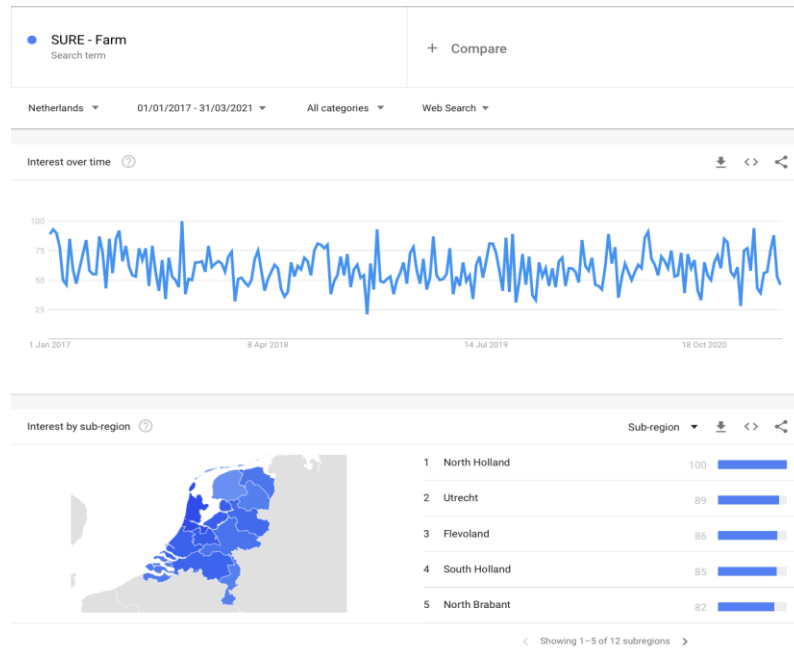 SURE - Farm
Search term
+ Compare
Netherlands 01/01/2017 - 31/03/2021 All categories Web Search
Interest over time
100
75
50
25
1 Jan 2017 8 Apr 2018 14 Jul 2019 18 Oct 2020
Interest by sub-region
Sub-region
1 North Holland 100
2 Utrecht 89
3 Flevoland 86
4 South Holland 85
5 North Brabant 82
Showing 1–5 of 12 subregions